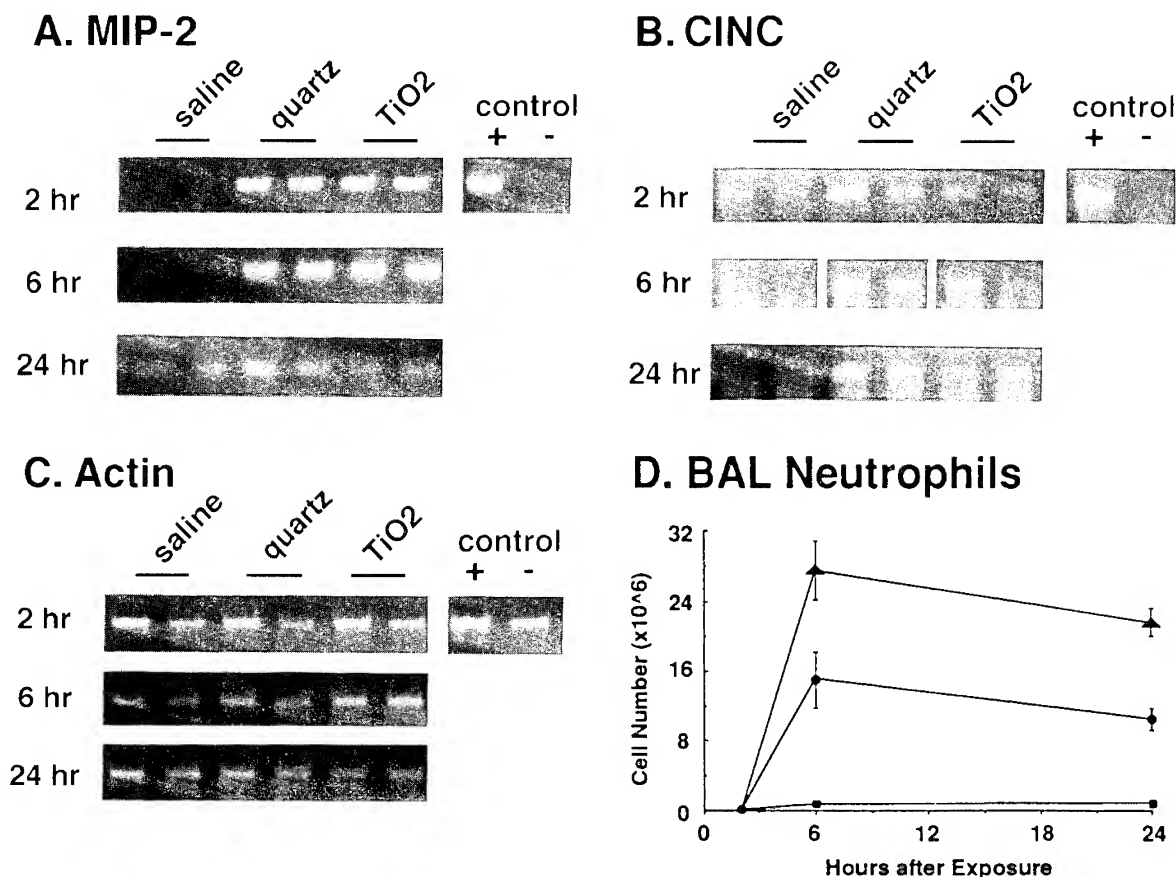 A. MIP-2
saline quartz TiO2 control
+ -
2 hr
6 hr
24 hr
B. CINC
saline quartz TiO2 control
+ -
2 hr
6 hr
24 hr
C. Actin
saline quartz TiO2 control
+ -
2 hr
6 hr
24 hr
D. BAL Neutrophils
Cell Number (x10^6)
32
24
16
8
0
0 6 12 18 24
Hours after Exposure